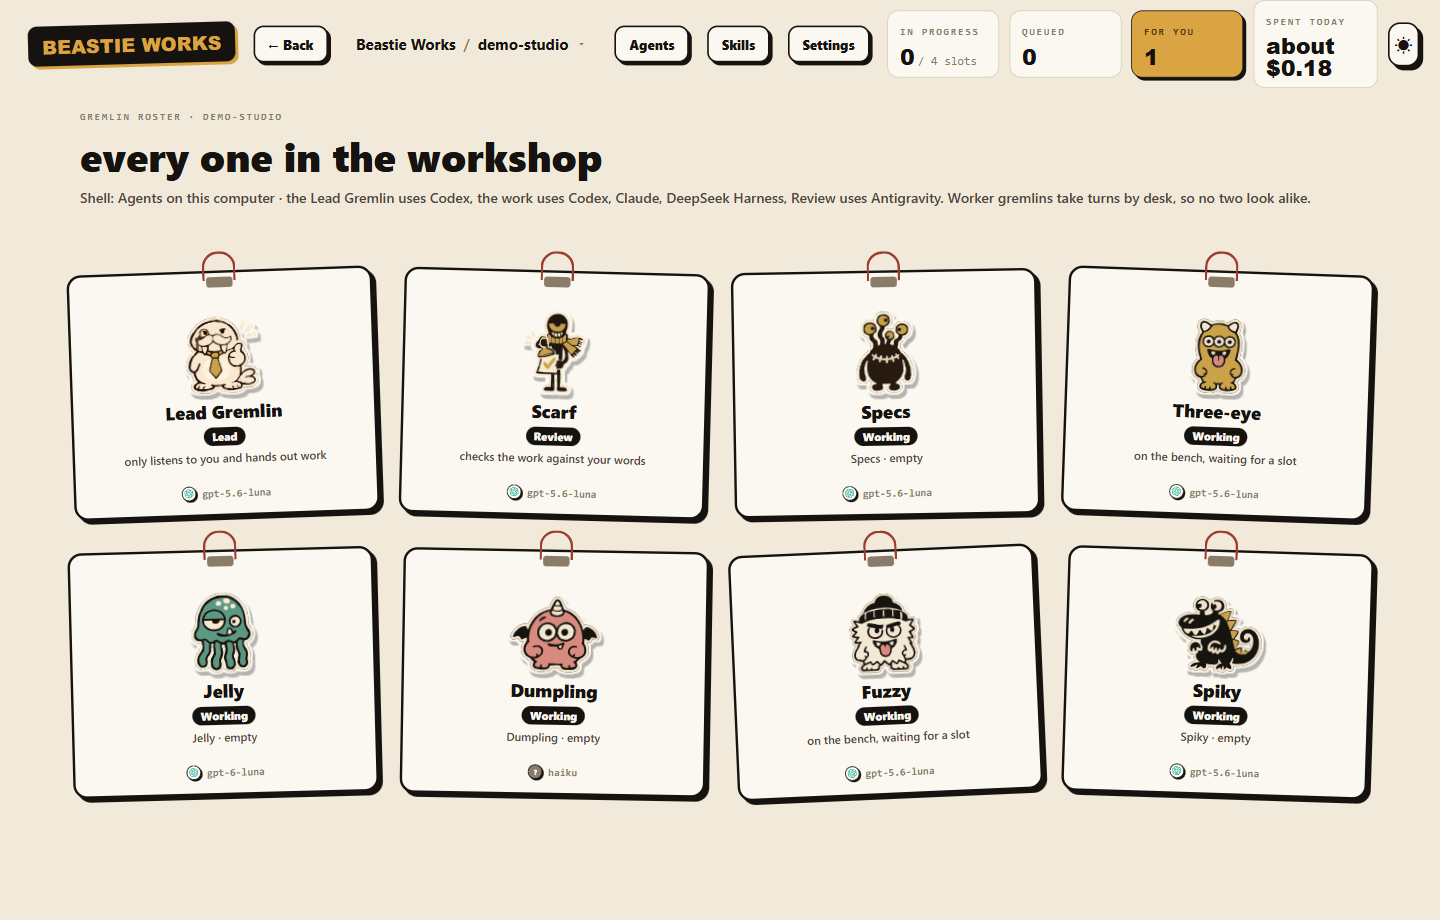 BEASTIE WORKS
← Back
Beastie Works / demo-studio
Agents
Skills
Settings
IN PROGRESS
0 / 4 slots
QUEUED
0
FOR YOU
1
SPENT TODAY
about
$0.18
GREMLIN ROSTER · DEMO-STUDIO
every one in the workshop
Shell: Agents on this computer · the Lead Gremlin uses Codex, the work uses Codex, Claude, DeepSeek Harness, Review uses Antigravity. Worker gremlins take turns by desk, so no two look alike.
Lead Gremlin
Lead
only listens to you and hands out work
gpt-5.6-luna
Scarf
Review
checks the work against your words
gpt-5.6-luna
Specs
Working
Specs · empty
gpt-5.6-luna
Three-eye
Working
on the bench, waiting for a slot
gpt-5.6-luna
Jelly
Working
Jelly · empty
gpt-6-luna
Dumpling
Working
Dumpling · empty
? haiku
Fuzzy
Working
on the bench, waiting for a slot
gpt-5.6-luna
Spiky
Working
Spiky · empty
gpt-5.6-luna